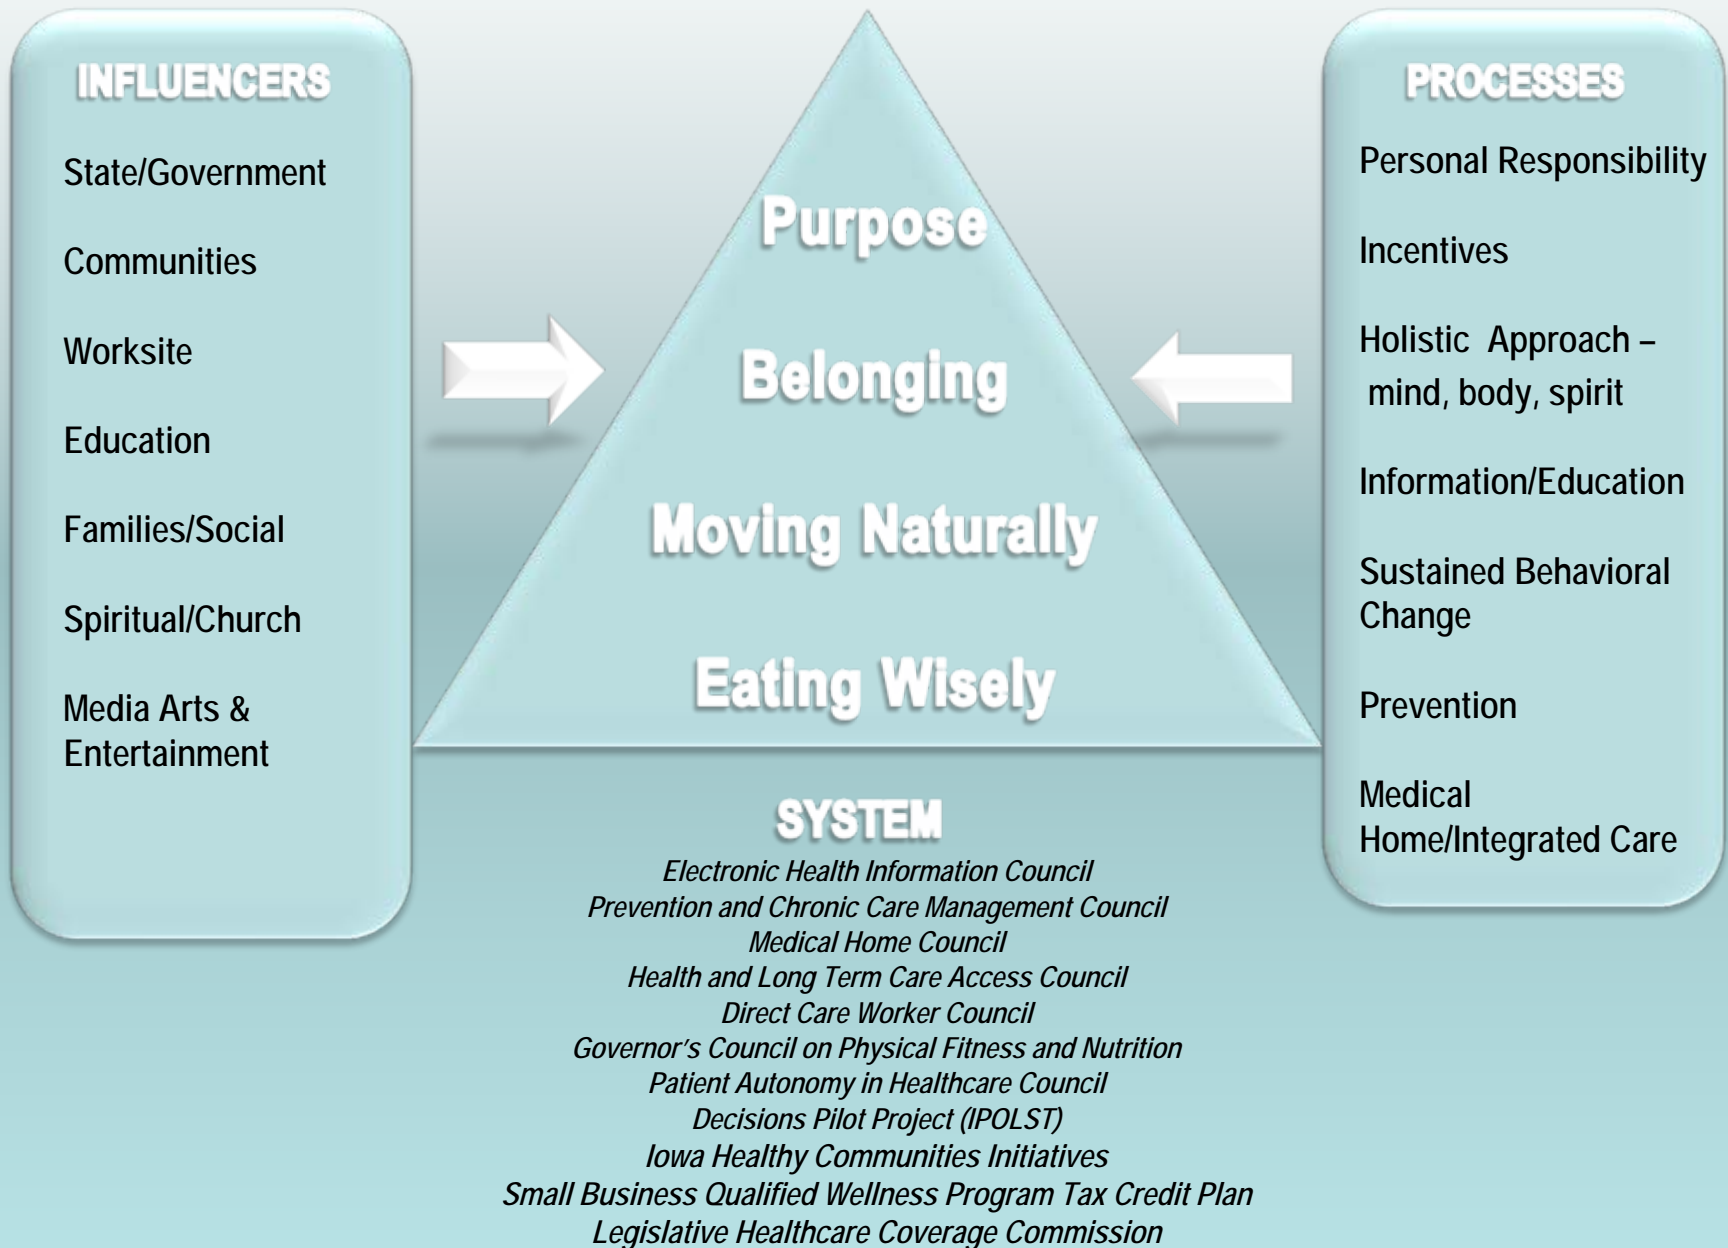 INFLUENCERS
State/Government
Communities
Worksite
Education
Families/Social
Spiritual/Church
Media Arts &
Entertainment
Purpose
Belonging
Moving Naturally
Eating Wisely
PROCESSES
Personal Responsibility
Incentives
Holistic Approach –
mind, body, spirit
Information/Education
Sustained Behavioral
Change
Prevention
Medical
Home/Integrated Care
SYSTEM
Electronic Health Information Council
Prevention and Chronic Care Management Council
Medical Home Council
Health and Long Term Care Access Council
Direct Care Worker Council
Governor’s Council on Physical Fitness and Nutrition
Patient Autonomy in Healthcare Council
Decisions Pilot Project (IPOLST)
Iowa Healthy Communities Initiatives
Small Business Qualified Wellness Program Tax Credit Plan
Legislative Healthcare Coverage Commission